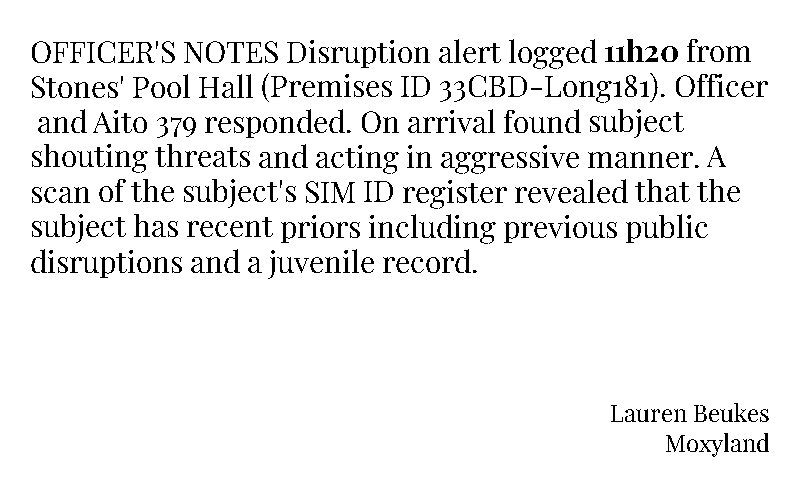 OFFICER'S NOTES Disruption alert logged 11h20 from
Stones' Pool Hall (Premises ID 33CBD-Long181). Officer
and Aito 379 responded. On arrival found subject
shouting threats and acting in aggressive manner. A
scan of the subject's SIM ID register revealed that the
subject has recent priors including previous public
disruptions and a juvenile record.
Lauren Beukes
Moxyland